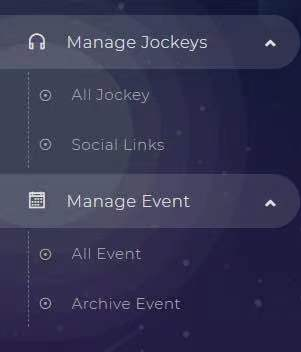 Manage Jockeys
All Jockey
Social Links
Manage Event
All Event
Archive Event